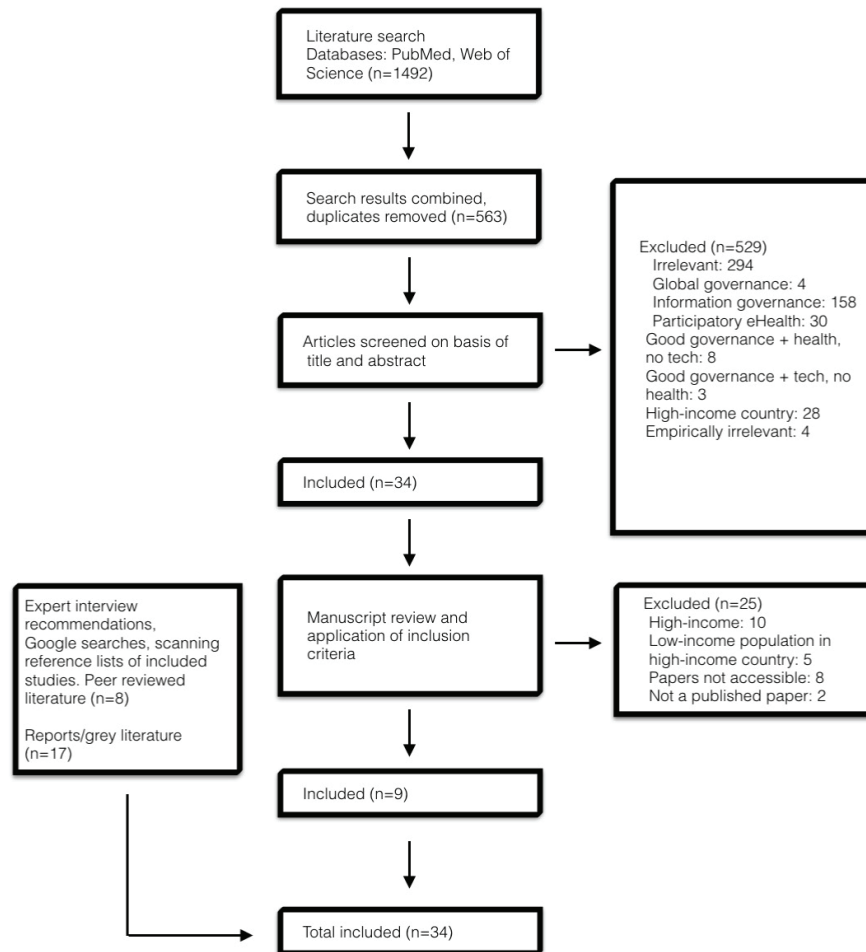 Literature search
Databases: PubMed, Web of
Science (n=1492)
Search results combined,
duplicates removed (n=563)
Articles screened on basis of
title and abstract
Excluded (n=529)
Irrelevant: 294
Global governance: 4
Information governance: 158
Participatory eHealth: 30
Good governance + health,
no tech: 8
Good governance + tech, no
health: 3
High-income country: 28
Empirically irrelevant: 4
Included (n=34)
Manuscript review and
application of inclusion
criteria
Excluded (n=25)
High-income: 10
Low-income population in
high-income country: 5
Papers not accessible: 8
Not a published paper: 2
Expert interview
recommendations,
Google searches, scanning
reference lists of included
studies. Peer reviewed
literature (n=8)
Reports/grey literature
(n=17)
Included (n=9)
Total included (n=34)